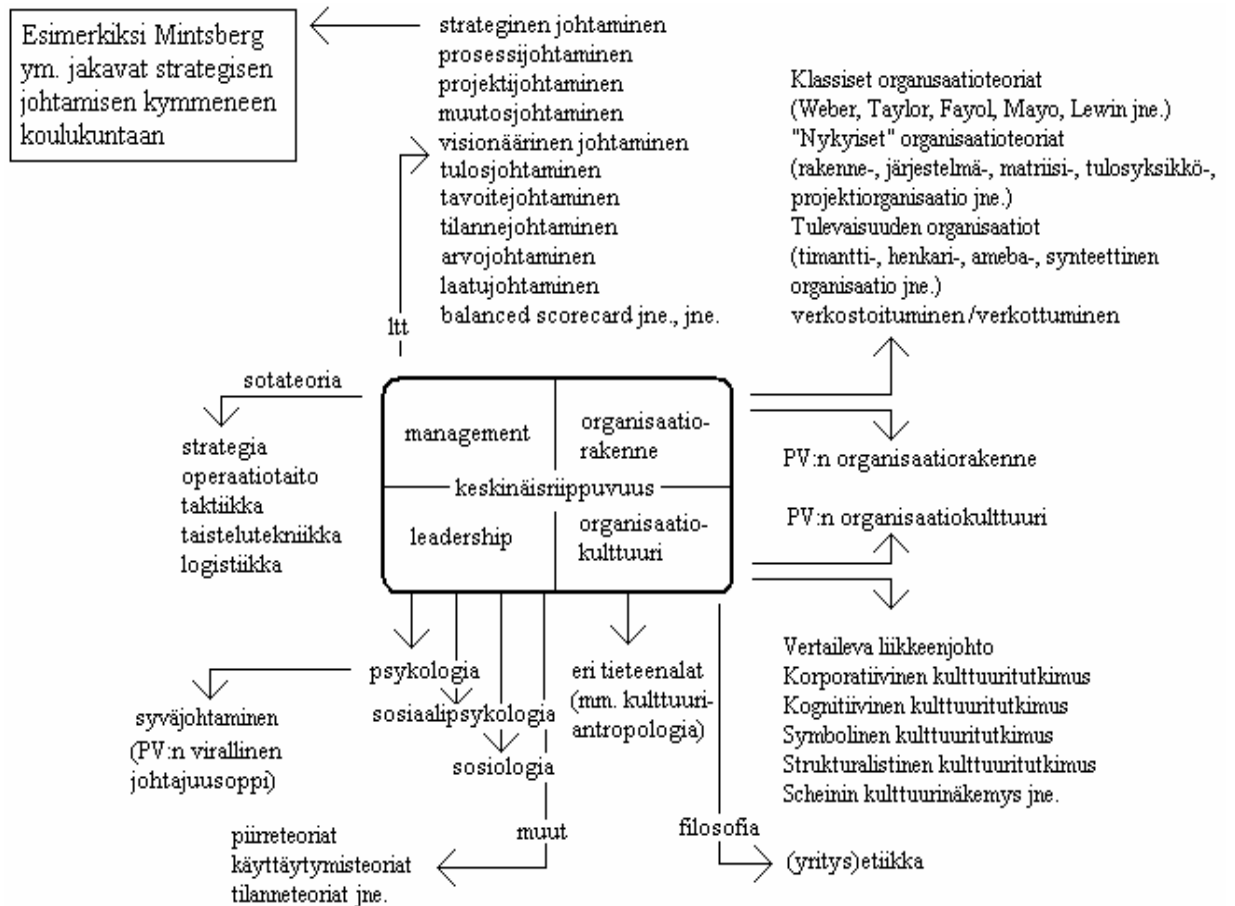 Esimerkiksi Mintsberg
ym. jakavat strategisen
johtamisen kymmeneen
koulukuntaan
strateginen johtaminen
prosessijohtaminen
projektijohtaminen
muutosjohtaminen
visionäärinen johtaminen
tulosjohtaminen
tavoitejohtaminen
tilannejohtaminen
arvojohtaminen
laatujohtaminen
balanced scorecard jne., jne.
Klassiset organisaatioteoriat
(Weber, Taylor, Fayol, Mayo, Lewin jne.)
"Nykyiset" organisaatioteoriat
(rakenne-, järjestelmä-, matriisi-, tulosyksikkö-,
projektiorganisaatio jne.)
Tulevaisuuden organisaatiot
(timantti-, henkari-, ameba-, synteettinen
organisaatio jne.)
verkostoituminen/verkottuminen
ltt
sotateoria
strategia
operaatiotaito
taktiikka
taistelutekniikka
logistiikka
management
organisaatio-
rakenne
keskinäisriippuvuus
leadership
organisaatio-
kulttuuri
PV:n organisaatiorakenne
PV:n organisaatiokulttuuri
Vertaileva liikkeenjohto
Korporatiivinen kulttuuritutkimus
Kognitiivinen kulttuuritutkimus
Symbolinen kulttuuritutkimus
Strukturalistinen kulttuuritutkimus
Scheinin kulttuurinäkemys jne.
psykologia
sosiaalipsykologia
sosiologia
eri tieteenalat
(mm. kulttuuri-
antropologia)
syväjohtaminen
(PV:n virallinen
johtajuusoppi)
muut
piirreteoriat
käyttäytymisteoriat
tilanneteoriat jne.
filosofia
(yritys)etiikka